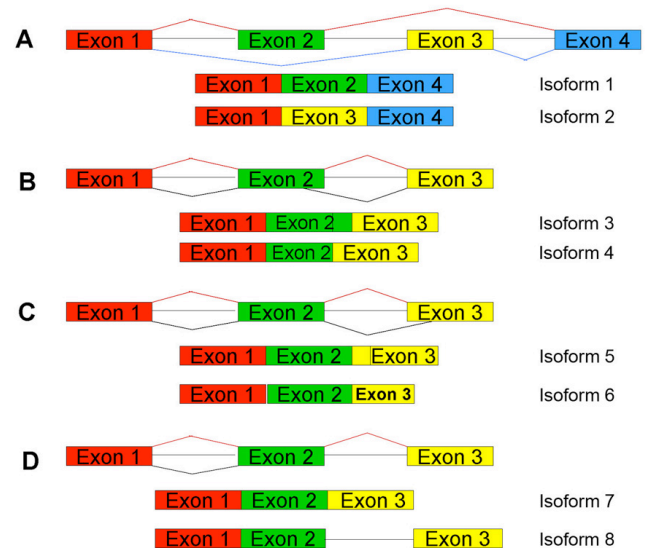 A Exon 1 Exon 2 Exon 3 Exon 4
Exon 1 Exon 2 Exon 4 Isoform 1
Exon 1 Exon 3 Exon 4 Isoform 2
B Exon 1 Exon 2 Exon 3
Exon 1 Exon 2 Exon 3 Isoform 3
Exon 1 Exon 2 Exon 3 Isoform 4
C Exon 1 Exon 2 Exon 3
Exon 1 Exon 2 Exon 3 Isoform 5
Exon 1 Exon 2 Exon 3 Isoform 6
D Exon 1 Exon 2 Exon 3
Exon 1 Exon 2 Exon 3 Isoform 7
Exon 1 Exon 2 Exon 3 Isoform 8